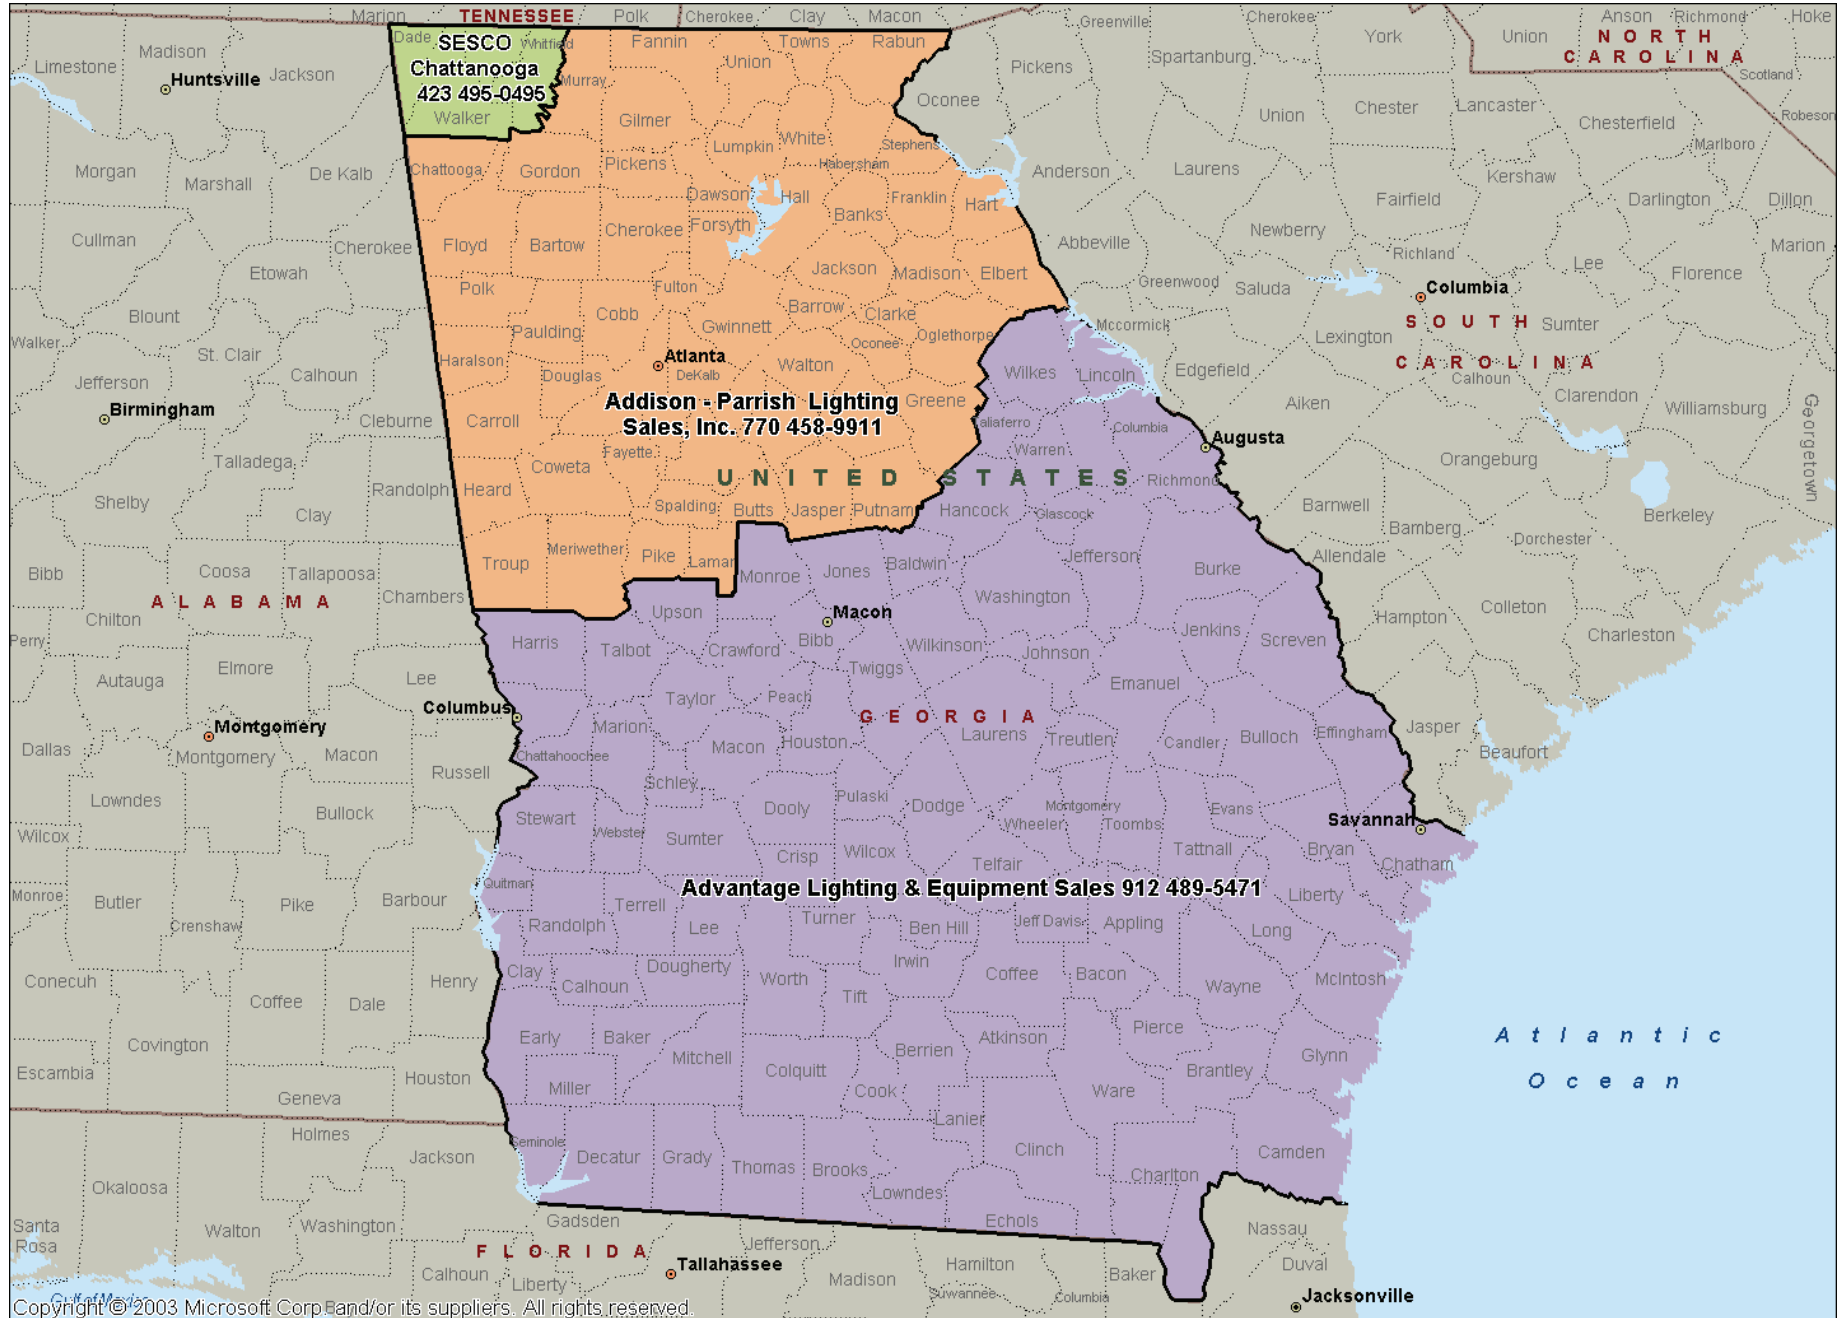 Marion
TENNESSEE
Polk
Cherokee
Clay
Macon
Greenville
Cherokee
York
Union
Anson
Richmond
Hoke
NORTH
CAROLINA
Dade
SESCO
Whitfield
Chattanooga
423 495-0495
Walker
Murray
Fannin
Union
Towns
Rabun
Limestone
Madison
Huntsville
Jackson
Oconee
Pickens
Spartanburg
Union
Chester
Lancaster
Chesterfield
Scotland
Robeson
Marlboro
Gilmer
Lumpkin
White
Stephens
Habersham
Morgan
Marshall
De Kalb
Chattooga
Gordon
Pickens
Dawson
Hall
Banks
Franklin
Hart
Anderson
Laurens
Fairfield
Kershaw
Darlington
Dillon
Marion
Cullman
Etowah
Cherokee
Floyd
Bartow
Cherokee
Forsyth
Jackson
Madison
Elbert
Abbeville
Newberry
Richland
Lee
Florence
Greenwood
Saluda
Columbia
Blount
Polk
Fulton
Cobb
Paulding
Gwinnett
Barrow
Clarke
Oconee
Oglethorpe
Mccormick
SOUTH
CAROLINA
Sumter
Lexington
Calhoun
Walker
St. Clair
Jefferson
Calhoun
Birmingham
Cleburne
Haralson
Douglas
Atlanta
DeKalb
Walton
Wilkes
Lincoln
Edgefield
Aiken
Clarendon
Williamsburg
Georgetown
Addison - Parrish Lighting
Sales, Inc. 770 458-9911
Greene
Carroll
Taliaferro
Columbia
Warren
Augusta
Talladega
Coweta
Fayette
Orangeburg
UNITED STATES
Richmond
Shelby
Randolph
Clay
Heard
Spalding
Butts
Jasper
Putnam
Hancock
Glascock
Barnwell
Bamberg
Berkeley
Dorchester
Allendale
Bibb
Coosa
Tallapoosa
Chambers
Troup
Meriwether
Pike
Lamar
Monroe
Jones
Baldwin
Jefferson
Burke
Washington
ALABAMA
Chilton
Perry
Upson
Macon
Bibb
Jenkins
Screven
Hampton
Colleton
Charleston
Elmore
Autauga
Lee
Harris
Talbot
Crawford
Twiggs
Wilkinson
Johnson
Emanuel
Taylor
Peach
Columbus
Marion
Macon
Houston
GEORGIA
Laurens
Treutlen
Candler
Bulloch
Effingham
Jasper
Beaufort
Dallas
Montgomery
Montgomery
Macon
Russell
Chattahoochee
Schley
Lowndes
Bullock
Stewart
Webster
Sumter
Dooly
Pulaski
Dodge
Montgomery
Wheeler
Toombs
Evans
Savannah
Wilcox
Crisp
Wilcox
Telfair
Tattnall
Bryan
Chatham
Quitman
Advantage Lighting & Equipment Sales 912 489-5471
Monroe
Butler
Crenshaw
Pike
Barbour
Randolph
Terrell
Lee
Turner
Ben Hill
Jeff Davis
Appling
Liberty
Long
Conecuh
Coffee
Dale
Henry
Clay
Calhoun
Dougherty
Worth
Tift
Irwin
Coffee
Bacon
Wayne
McIntosh
Covington
Escambia
Houston
Geneva
Early
Baker
Mitchell
Miller
Colquitt
Berrien
Cook
Atkinson
Pierce
Ware
Brantley
Glynn
Atlantic
Ocean
Holmes
Jackson
Seminole
Decatur
Grady
Thomas
Brooks
Lanier
Lowndes
Clinch
Echols
Charlton
Camden
Okaloosa
Santa
Rosa
Walton
Washington
FLORIDA
Gadsden
Jefferson
Tallahassee
Calhoun
Liberty
Madison
Hamilton
Suwannee
Columbia
Baker
Nassau
Duval
Jacksonville
Gulf of Mexico
Copyright © 2003 Microsoft Corp. and/or its suppliers. All rights reserved.